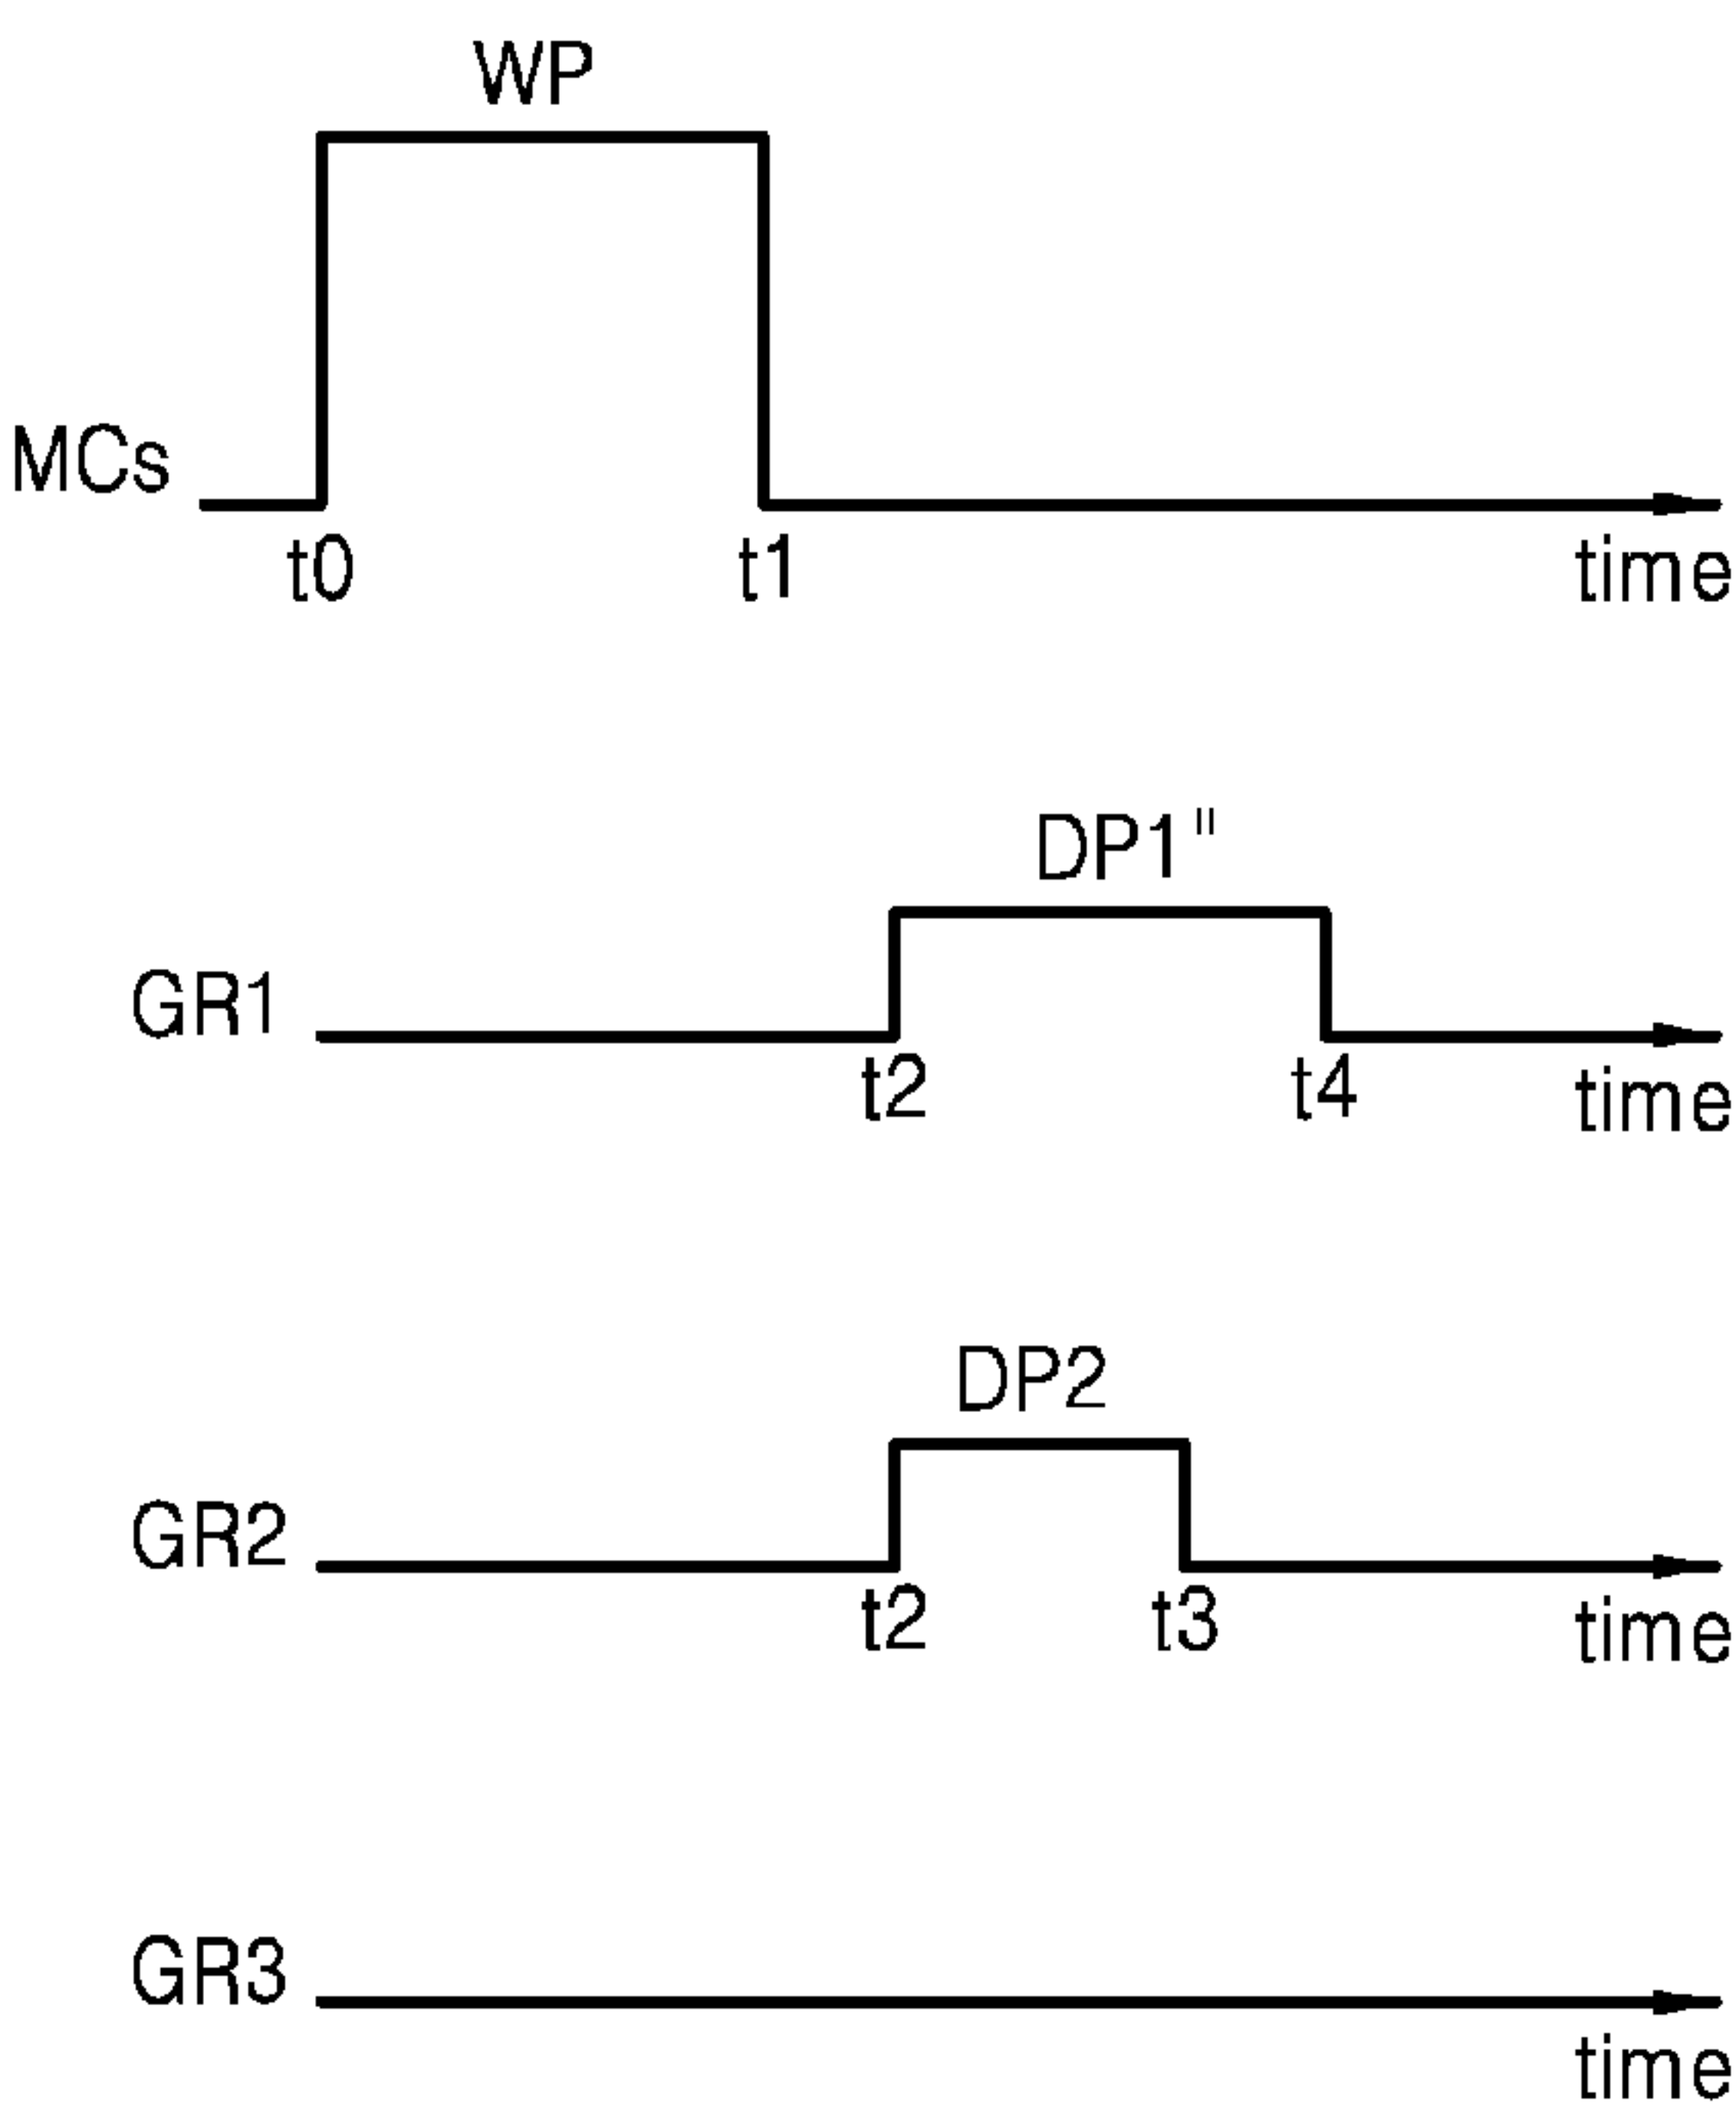 WP
MCs
t0 t1 time
DP1"
GR1
t2 t4 time
DP2
GR2
t2 t3 time
GR3
time